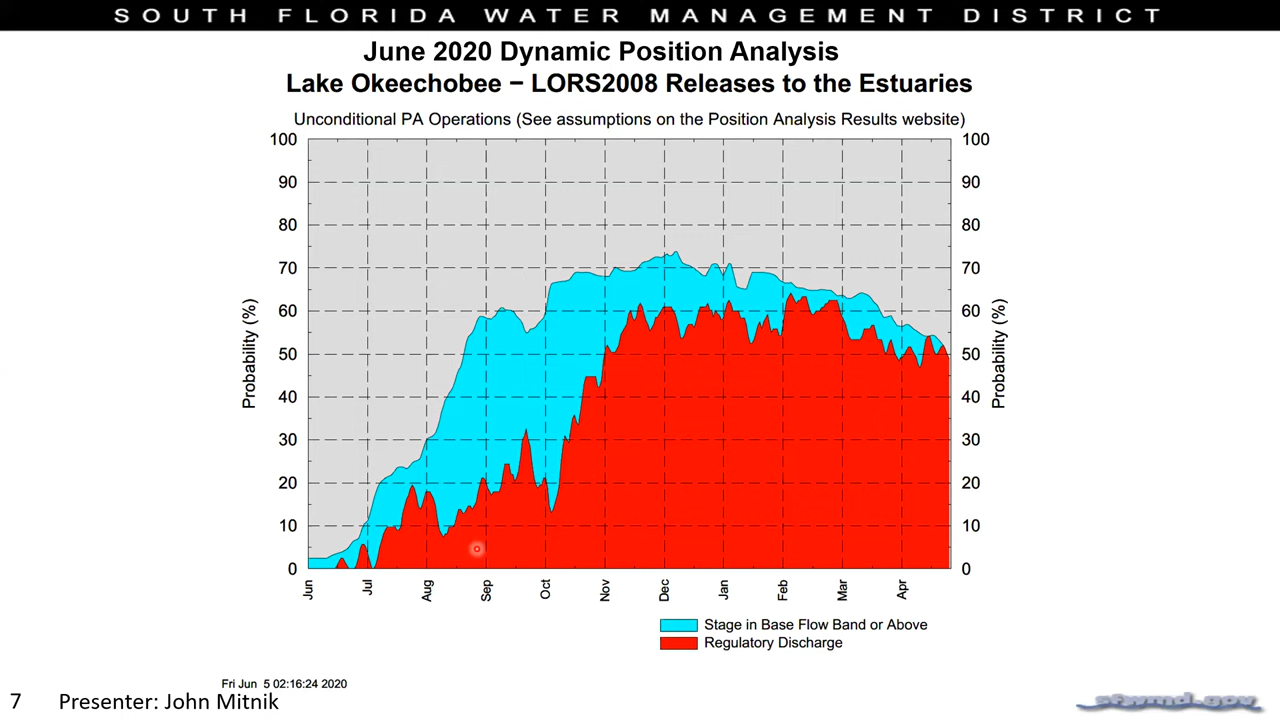 SOUTH FLORIDA WATER MANAGEMENT DISTRICT
June 2020 Dynamic Position Analysis
Lake Okeechobee − LORS2008 Releases to the Estuaries
Unconditional PA Operations (See assumptions on the Position Analysis Results website)
100 100
90 90
80 80
70 70
60 60
50 50
40 40
30 30
20 20
10 10
0 0
Probability (%)
Probability (%)
Jun Jul Aug Sep Oct Nov Dec Jan Feb Mar Apr
Stage in Base Flow Band or Above
Regulatory Discharge
Fri Jun 5 02:16:24 2020
7 Presenter: John Mitnik
sfwmd.gov